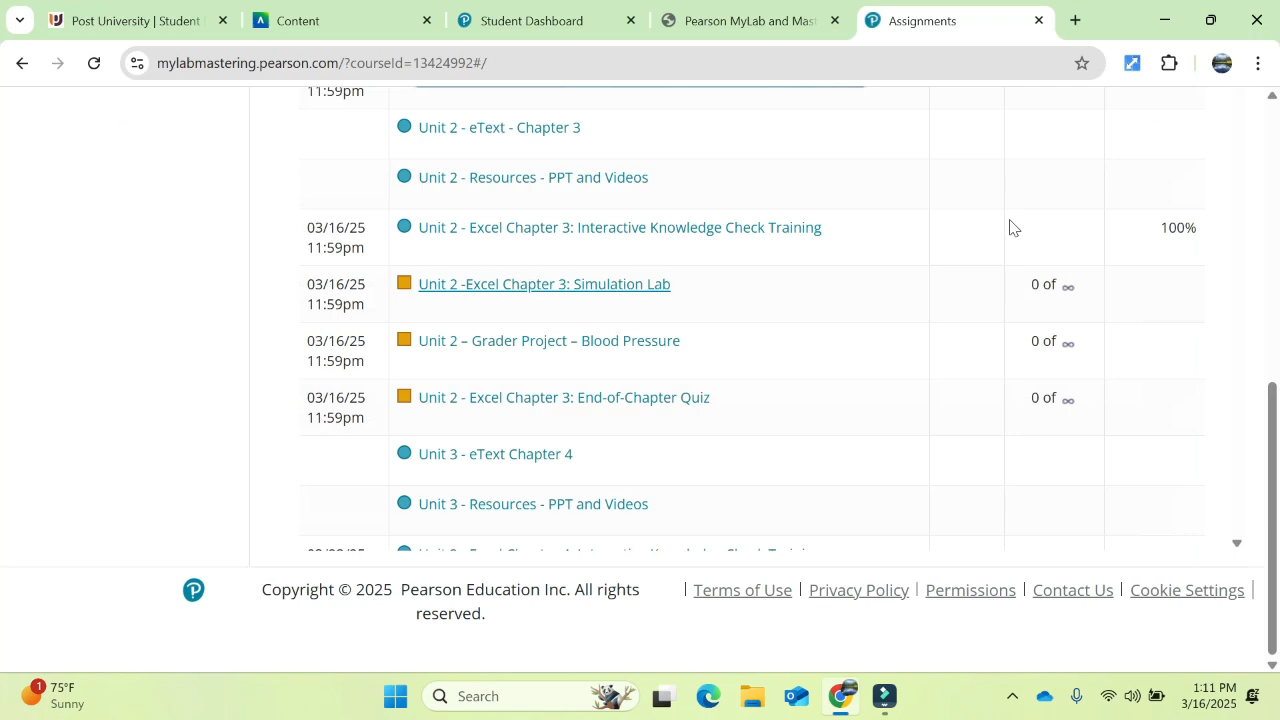 Post University | Student
Content
Student Dashboard
Pearson MyLab and Mast
Assignments
mylabmastering.pearson.com/?courseId=13424992#/
11:59pm
Unit 2 - eText - Chapter 3
Unit 2 - Resources - PPT and Videos
03/16/25 Unit 2 - Excel Chapter 3: Interactive Knowledge Check Training 100%
11:59pm
03/16/25 Unit 2 -Excel Chapter 3: Simulation Lab 0 of ∞
11:59pm
03/16/25 Unit 2 – Grader Project – Blood Pressure 0 of ∞
11:59pm
03/16/25 Unit 2 - Excel Chapter 3: End-of-Chapter Quiz 0 of ∞
11:59pm
Unit 3 - eText Chapter 4
Unit 3 - Resources - PPT and Videos
Copyright © 2025 Pearson Education Inc. All rights reserved. | Terms of Use | Privacy Policy | Permissions | Contact Us | Cookie Settings |
1
75°F
Sunny
Search
1:11 PM
3/16/2025